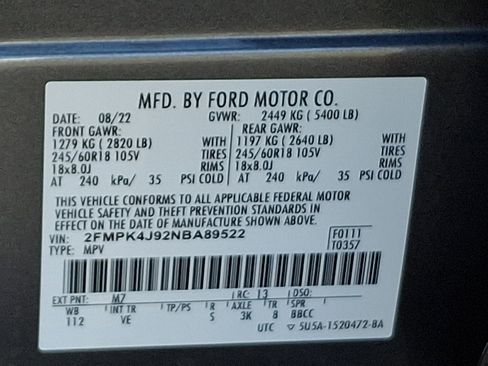 MFD. BY FORD MOTOR CO.
DATE: 08/22 GVWR: 2449 KG ( 5400 LB)
FRONT GAWR: REAR GAWR:
1279 KG ( 2820 LB) WITH 1197 KG ( 2640 LB) WITH
245/60R18 105V TIRES 245/60R18 105V TIRES
18x8.0J RIMS 18x8.0J RIMS
AT 240 kPa/ 35 PSI COLD AT 240 kPa/ 35 PSI COLD
THIS VEHICLE CONFORMS TO ALL APPLICABLE FEDERAL MOTOR
VEHICLE SAFETY AND THEFT PREVENTION STANDARDS IN
EFFECT ON THE DATE OF MANUFACTURE SHOWN ABOVE.
VIN: 2FMPK4J92NBA89522 F0111
TYPE: MPV T0357
EXT PNT: M7 RC: 13 DSO:
WB INT TR TP/PS R AXLE TR SPR
112 VE S 3K 8 BBCC
UTC ▽ 5U5A-1520472-BA